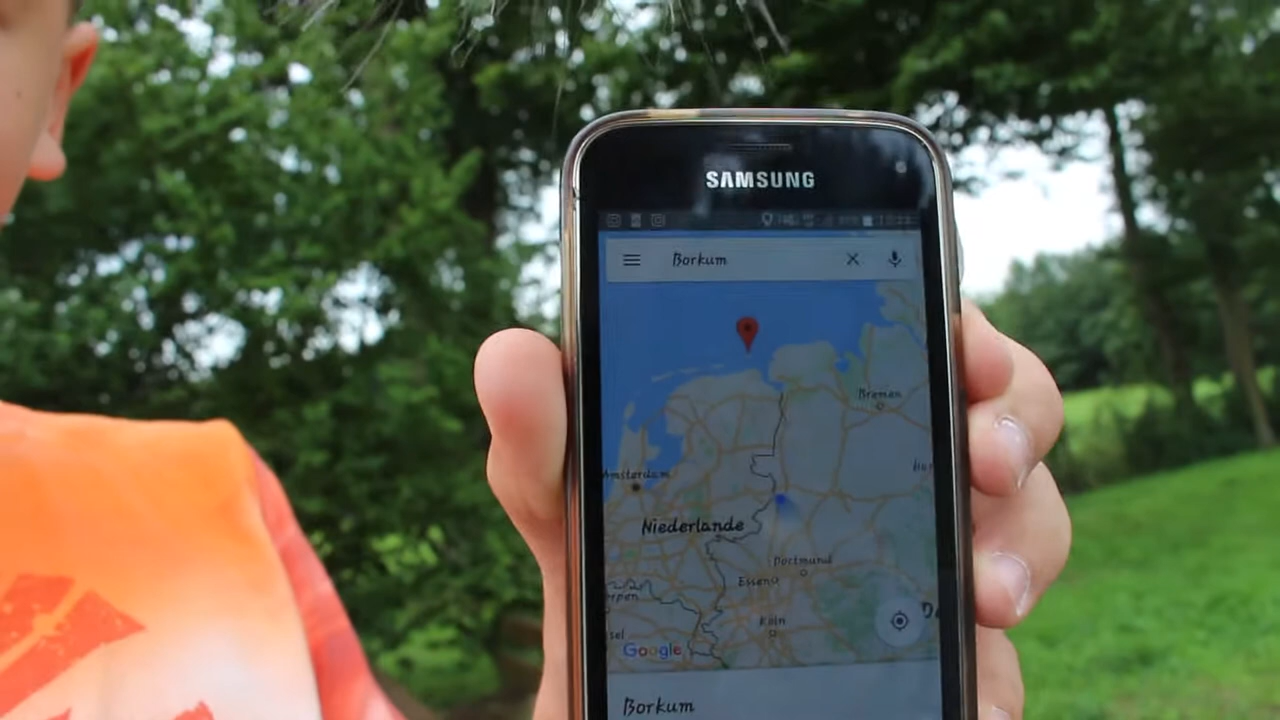 SAMSUNG
Borkum
Bremen
Amsterdam
Niederlande
Dortmund
Essen
Köln
Google
Borkum